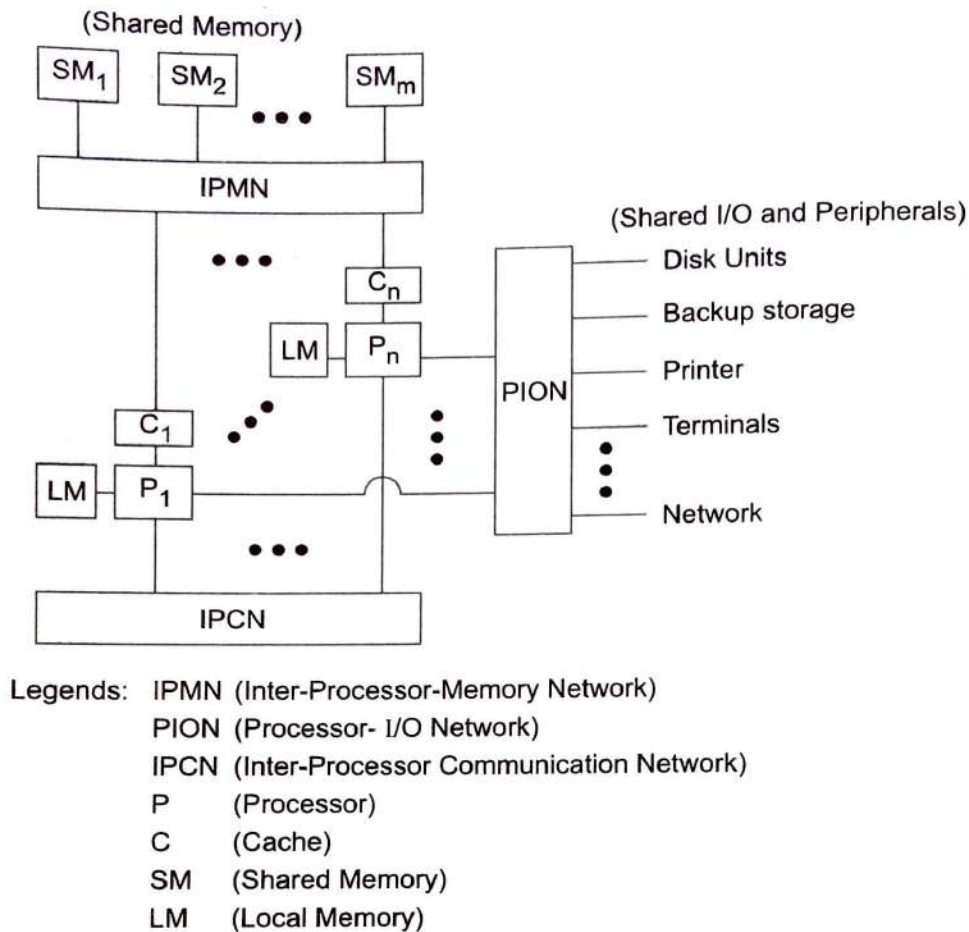 (Shared Memory)
SM1 SM2 SMm
IPMN
(Shared I/O and Peripherals)
Disk Units
Cn
Backup storage
LM Pn
Printer
PION
C1
Terminals
LM P1
Network
IPCN
Legends: IPMN (Inter-Processor-Memory Network)
PION (Processor- I/O Network)
IPCN (Inter-Processor Communication Network)
P (Processor)
C (Cache)
SM (Shared Memory)
LM (Local Memory)